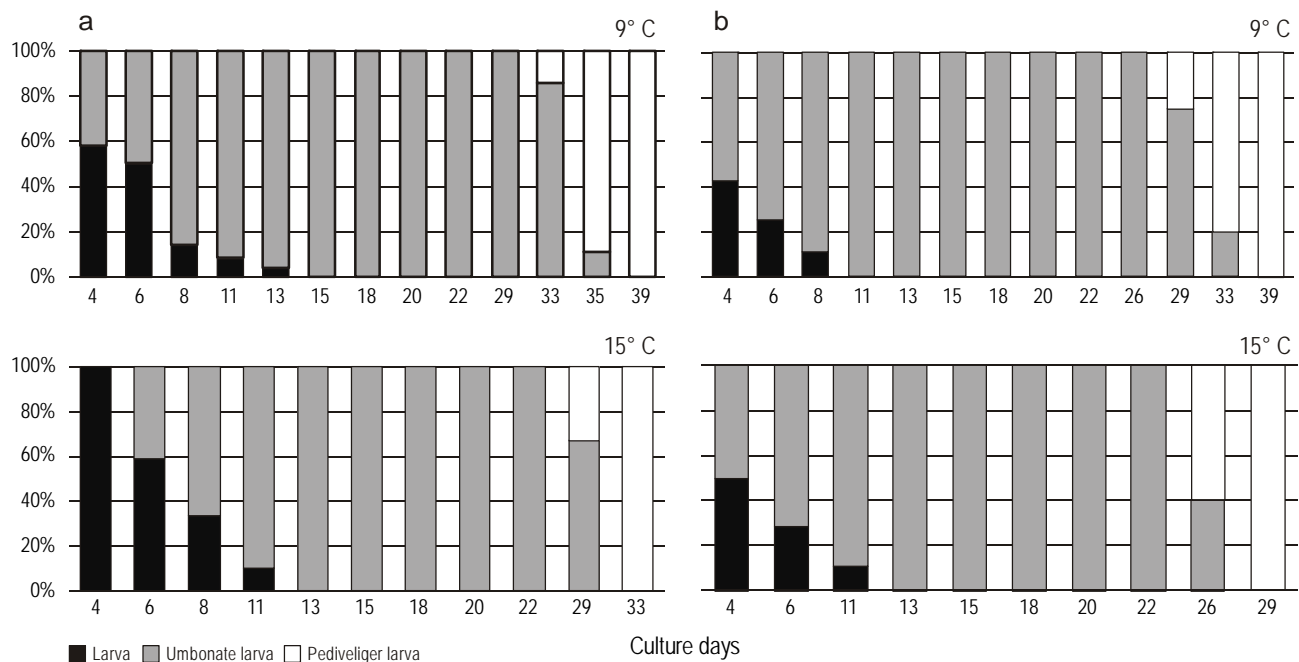 a
b
9° C
9° C
100%
80%
60%
40%
20%
0%
4 6 8 11 13 15 18 20 22 29 33 35 39
4 6 8 11 13 15 18 20 22 26 29 33 39
15° C
15° C
100%
80%
60%
40%
20%
0%
4 6 8 11 13 15 18 20 22 29 33
4 6 11 13 15 18 20 22 26 29
Larva Umbonate larva Pediveliger larva
Culture days